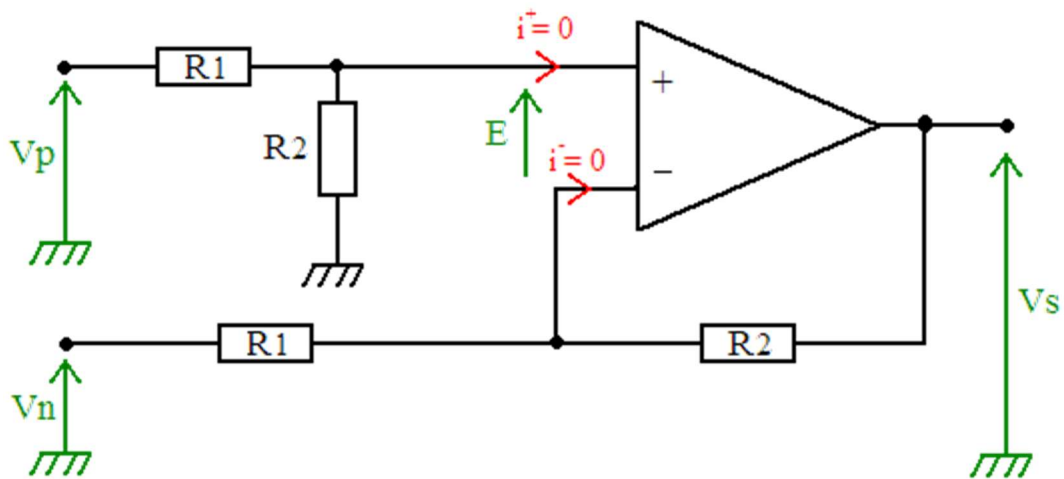 i⁺= 0
R1
+
Vp
R2
E
i⁻= 0
−
Vs
R1
R2
Vn